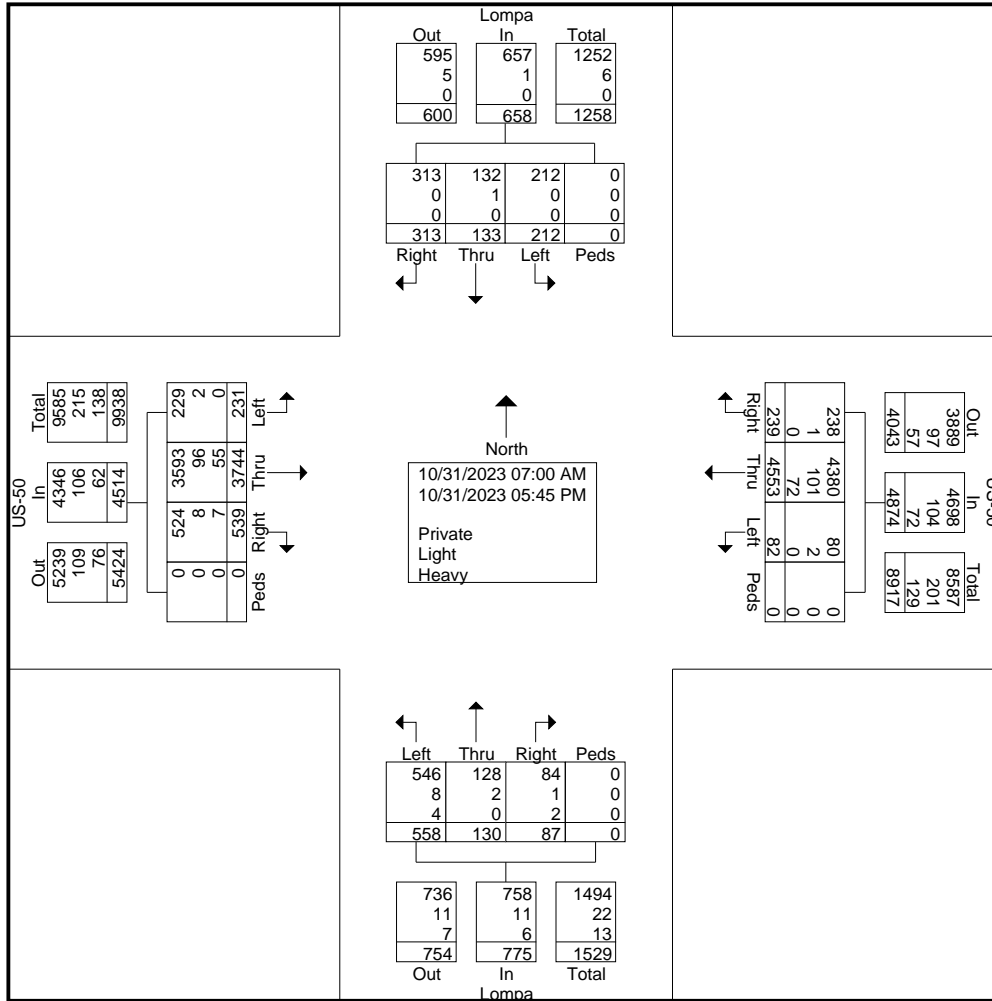 Lompa
Out In Total
595 657 1252
5 1 6
0 0 0
600 658 1258
313 132 212 0
0 1 0 0
0 0 0 0
313 133 212 0
Right Thru Left Peds
US-50
Total In Out
9585 4346 5239
215 106 109
138 62 76
9938 4514 5424
229 3593 524 0
2 96 8 0
0 55 7 0
231 3744 539 0
Left Thru Right Peds
North
10/31/2023 07:00 AM
10/31/2023 05:45 PM
Private
Light
Heavy
Right Thru Left Peds
239 4553 82 0
0 72 0 0
1 101 2 0
238 4380 80 0
Out In Total
3889 4698 8587
97 104 201
57 72 129
4043 4874 8917
Left Thru Right Peds
546 128 84 0
8 2 1 0
4 0 2 0
558 130 87 0
736 758 1494
11 11 22
7 6 13
754 775 1529
Out In Total
Lompa